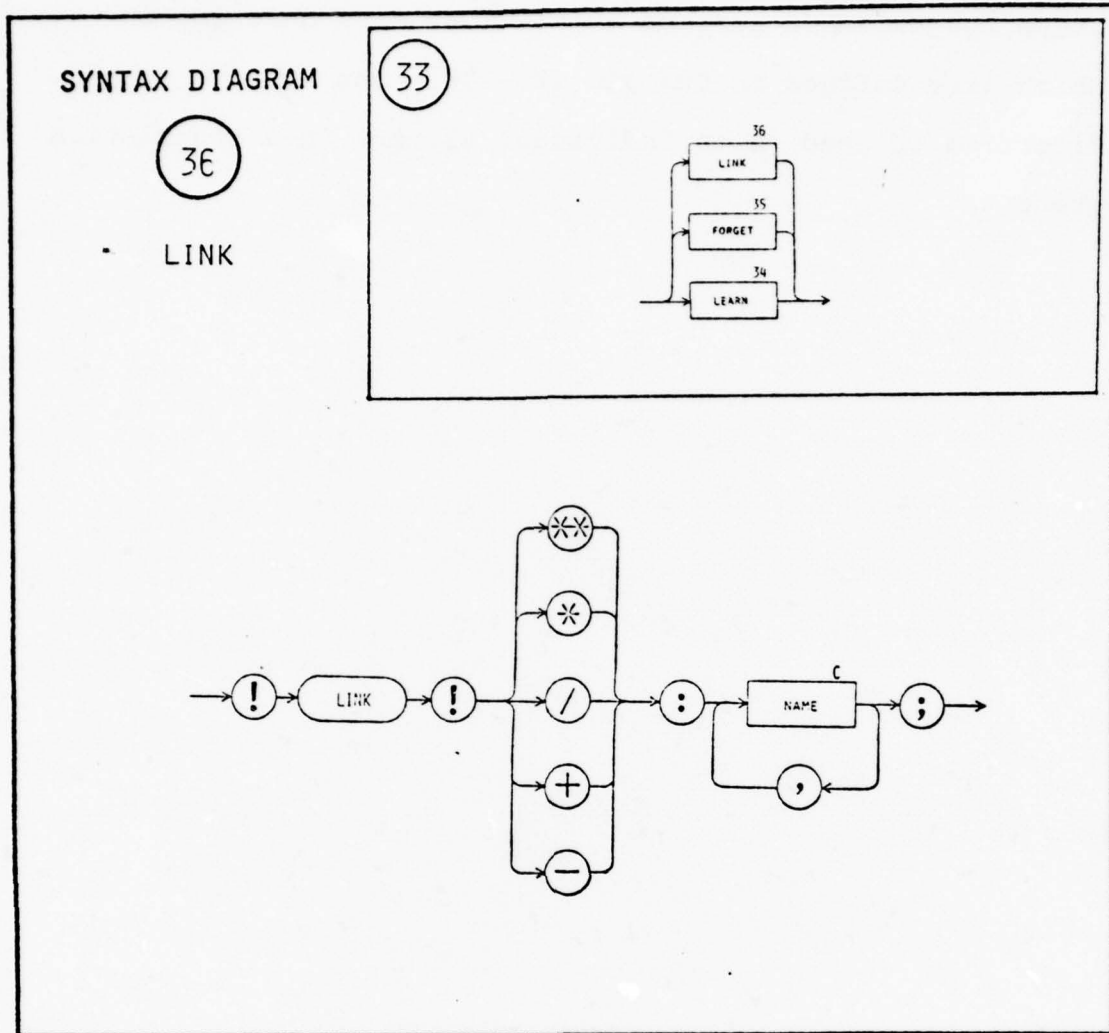 SYNTAX DIAGRAM
36
LINK
33
36
LINK
35
FORGET
34
LEARN
**
*
! LINK ! / : NAME C ;
+ ,
-